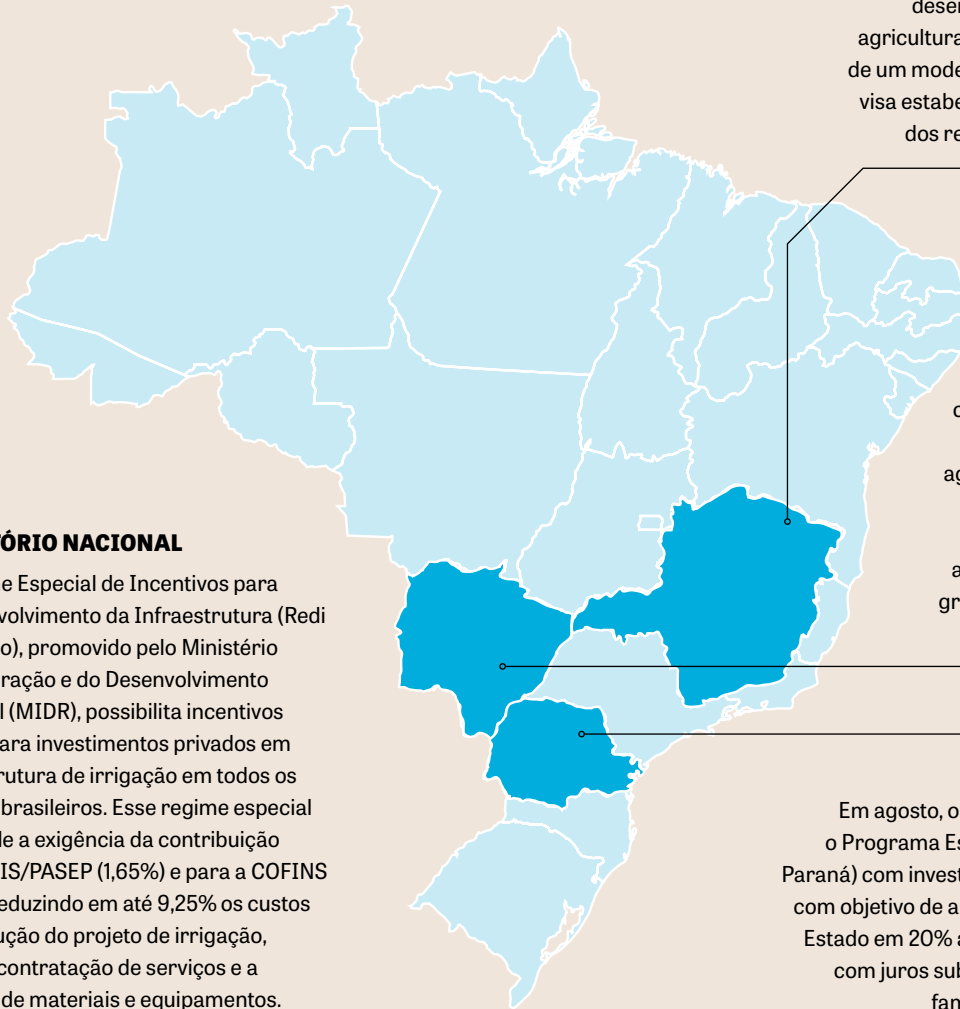 deser
agricultura
de um mode
visa estabe
dos re
c
ag
a
gr
ÓRIO NACIONAL
e Especial de Incentivos para
volvimento da Infraestrutura (Redi
o), promovido pelo Ministério
ração e do Desenvolvimento
l (MIDR), possibilita incentivos
ara investimentos privados em
rutura de irrigação em todos os
brasileiros. Esse regime especial
de a exigência da contribuição
IS/PASEP (1,65%) e para a COFINS
eduzindo em até 9,25% os custos
ução do projeto de irrigação,
contratação de serviços e a
de materiais e equipamentos.
Em agosto, o
o Programa Es
Paraná) com invest
com objetivo de a
Estado em 20% a
com juros sub
fam